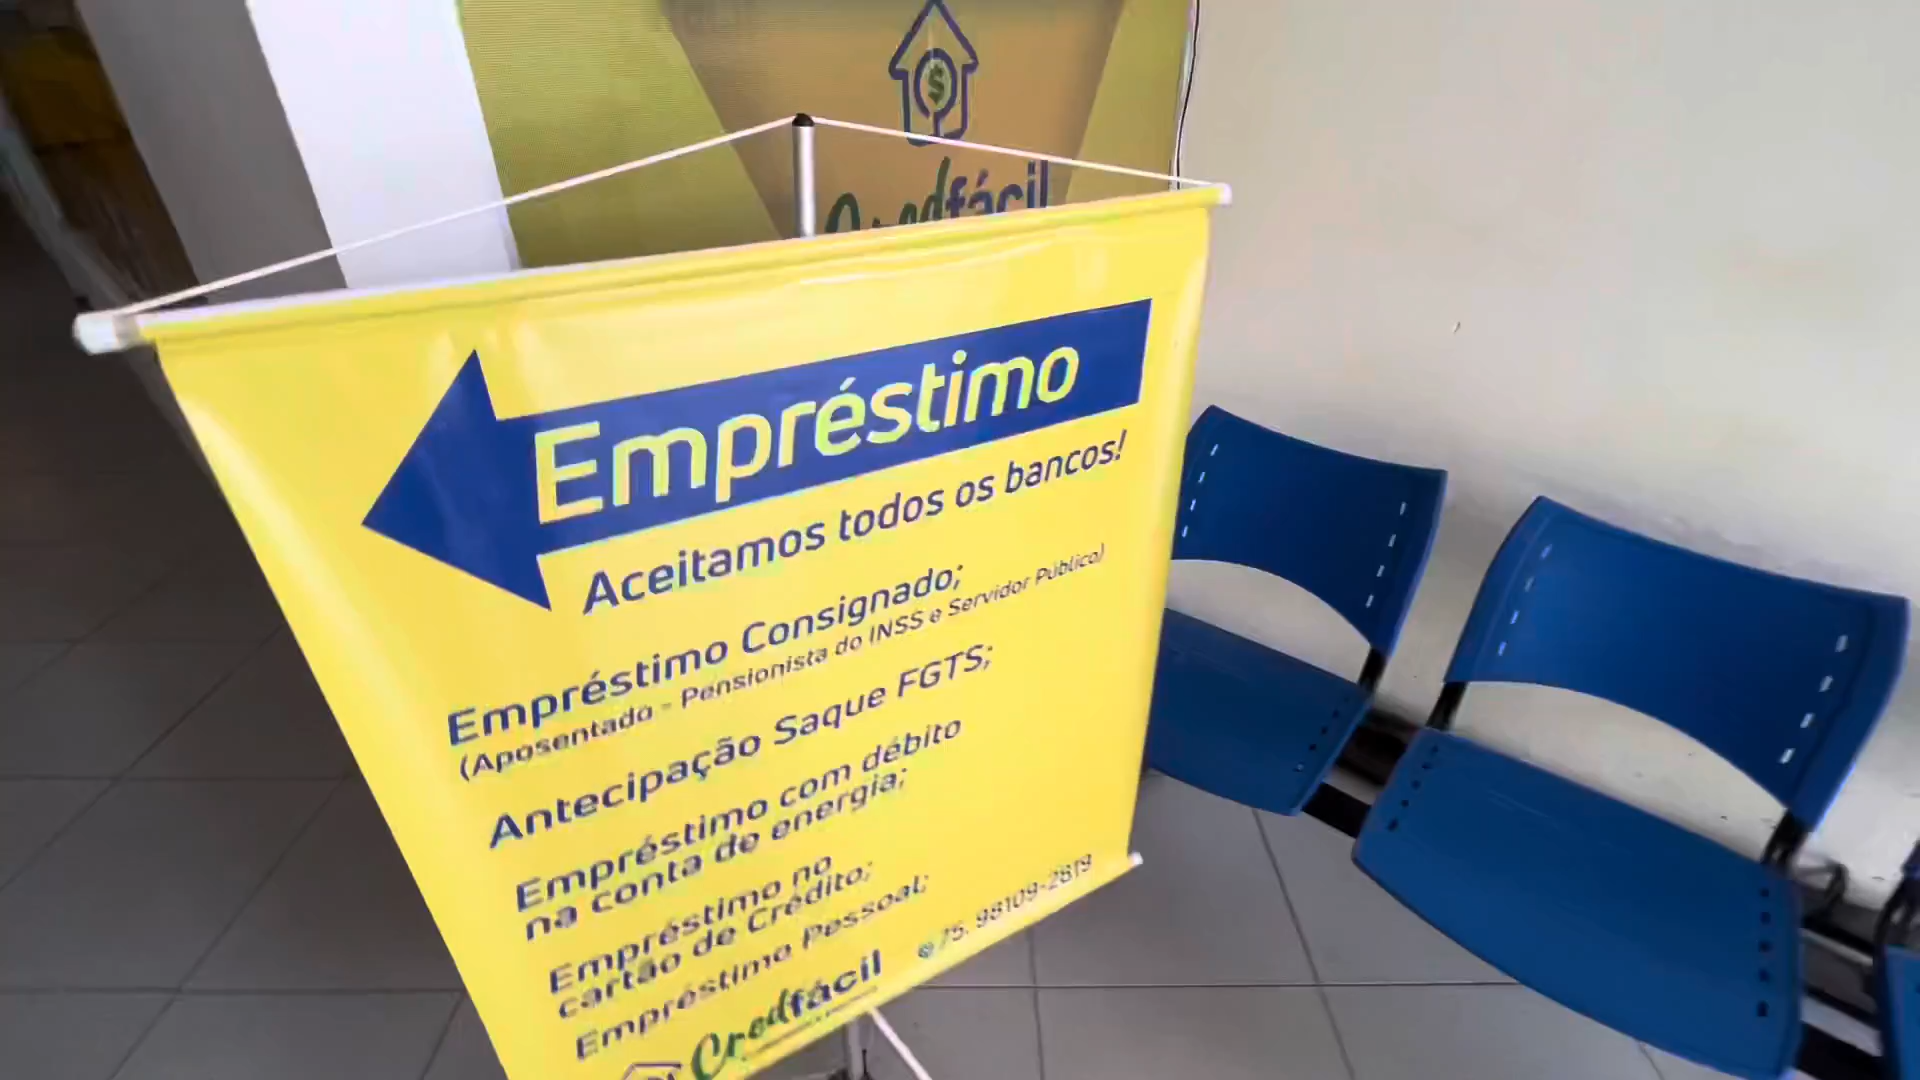 $
Credfácil
Empréstimo
Aceitamos todos os bancos!
Empréstimo Consignado;
(Aposentado - Pensionista do INSS e Servidor Público)
Antecipação Saque FGTS;
Empréstimo com débito
na conta de energia;
Empréstimo no
cartão de Crédito;
Empréstimo Pessoal;
75. 98109-2819
Credfácil